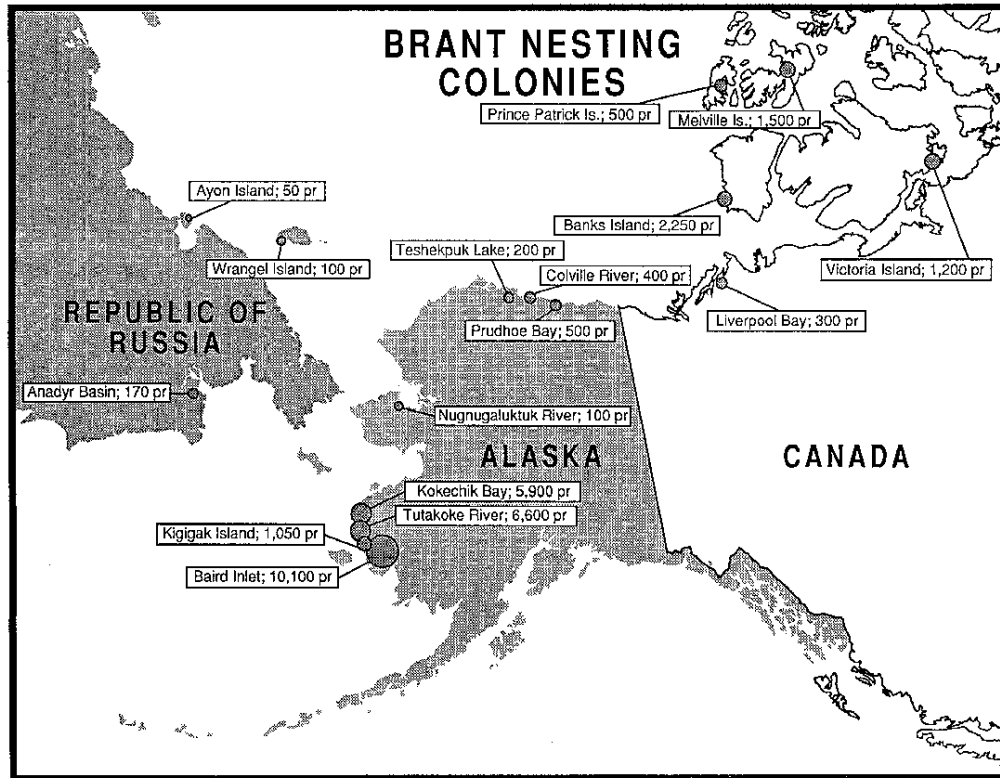 BRANT NESTING
COLONIES
Prince Patrick Is.; 500 pr
Melville Is.; 1,500 pr
Ayon Island; 50 pr
Banks Island; 2,250 pr
Teshekpuk Lake; 200 pr
Wrangel Island; 100 pr
Colville River; 400 pr
Victoria Island; 1,200 pr
REPUBLIC OF
RUSSIA
Prudhoe Bay; 500 pr
Liverpool Bay; 300 pr
Anadyr Basin; 170 pr
Nugnugaluktuk River; 100 pr
ALASKA
CANADA
Kokechik Bay; 5,900 pr
Tutakoke River; 6,600 pr
Kigigak Island; 1,050 pr
Baird Inlet; 10,100 pr